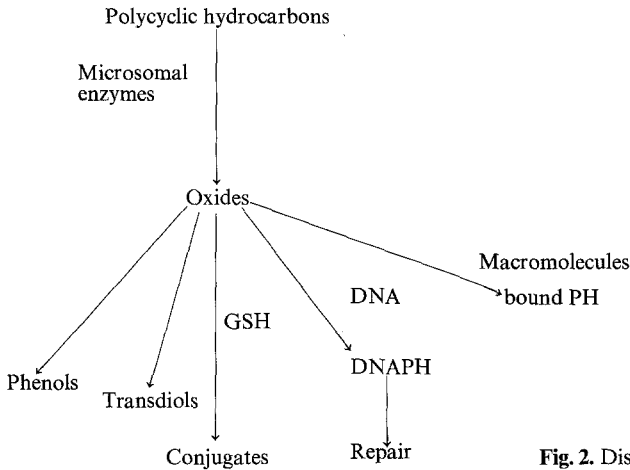 Polycyclic hydrocarbons
Microsomal
enzymes
Oxides
Macromolecules
bound PH
DNA
GSH
DNAPH
Phenols
Transdiols
Conjugates
Repair
Fig. 2. Dis